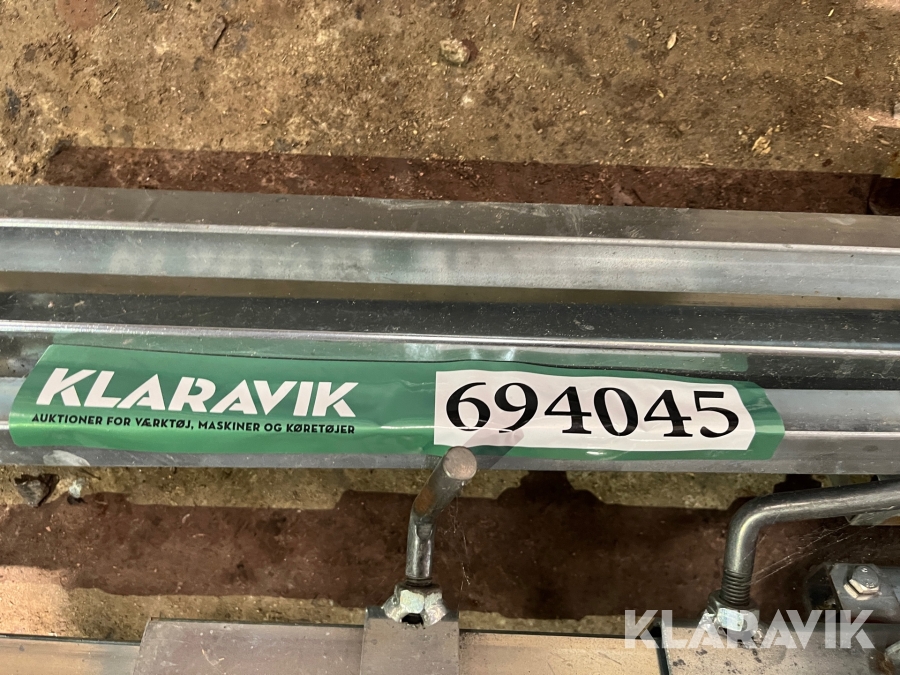 KLARAVIK
AUKTIONER FOR VÆRKTØJ, MASKINER OG KØRETØJER
694045
KLARAVIK